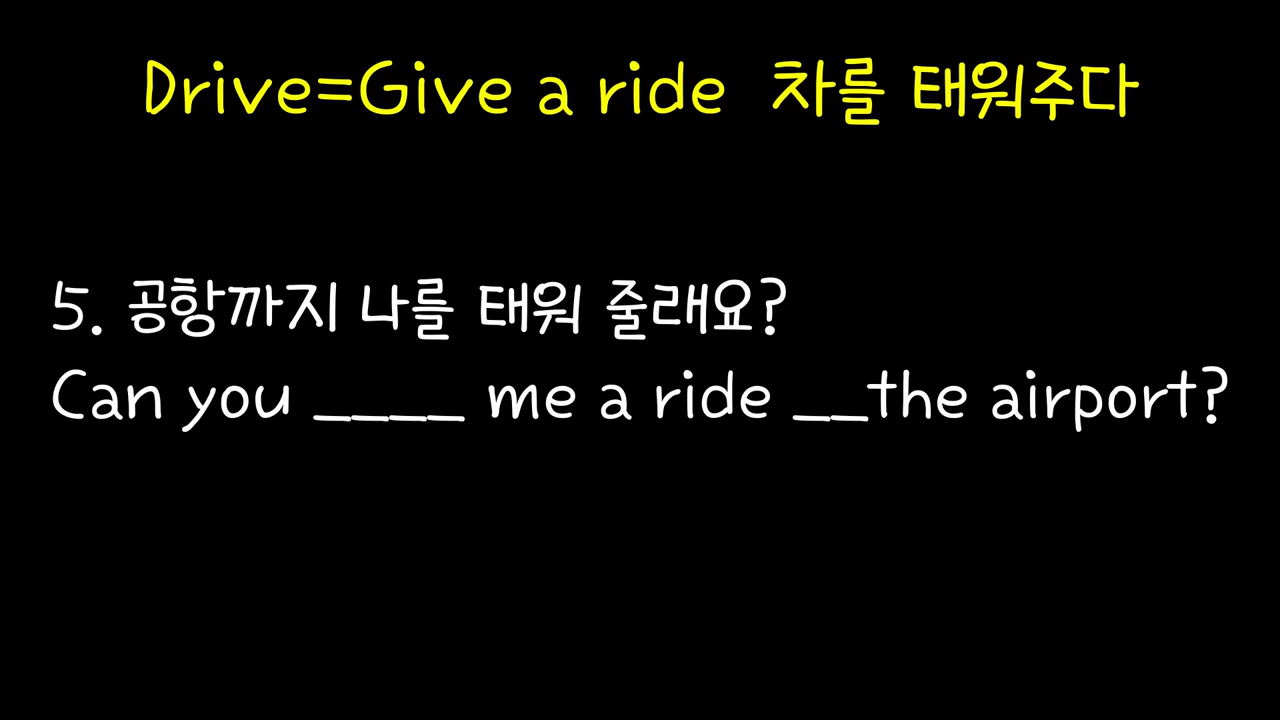 Drive=Give a ride 차를 태워주다
5. 공항까지 나를 태워 줄래요?
Can you ____ me a ride __the airport?